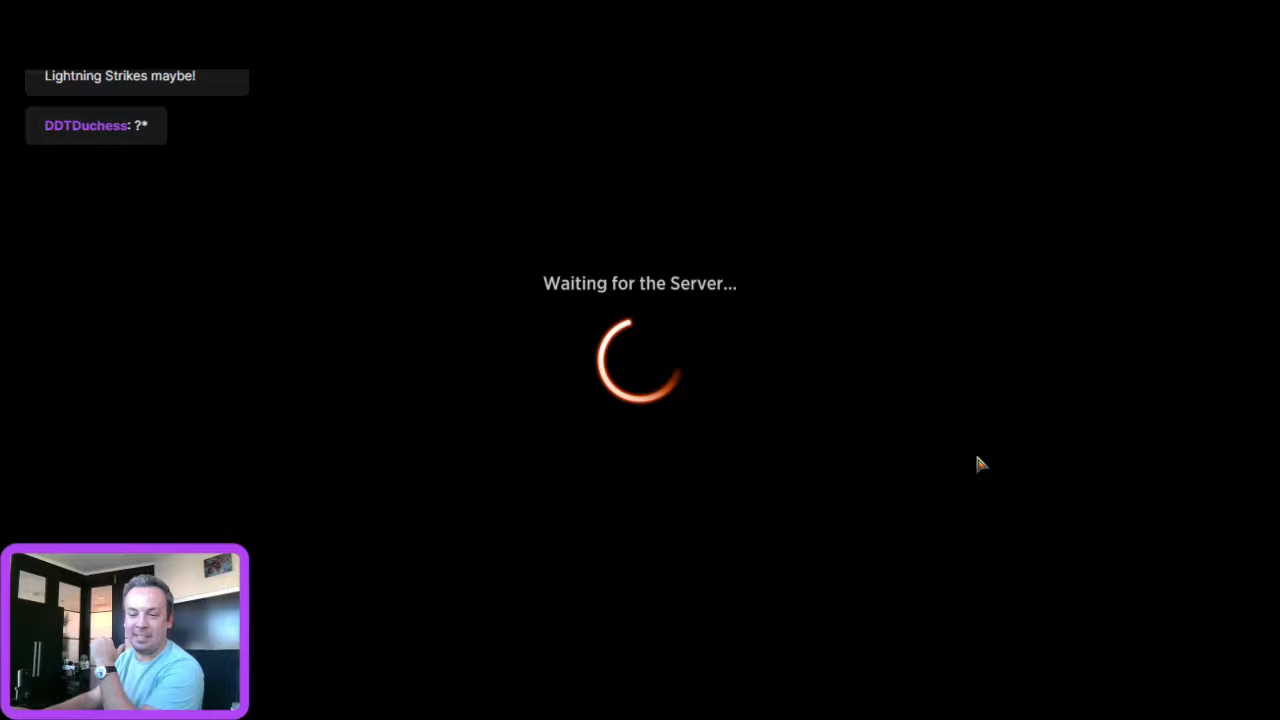 Lightning Strikes maybe!
DDTDuchess: ?*
Waiting for the Server...